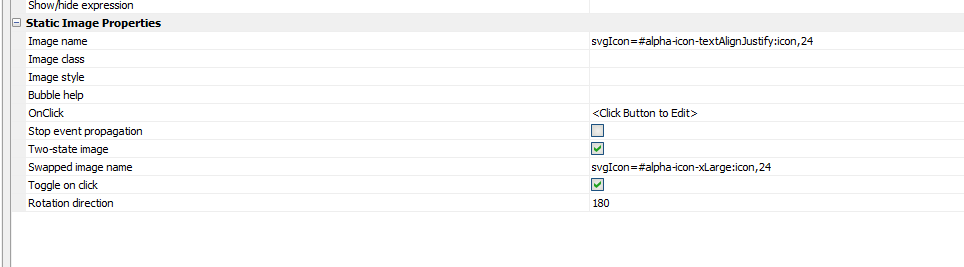 Show/hide expression
Static Image Properties
Image name svgIcon=#alpha-icon-textAlignJustify:icon,24
Image class
Image style
Bubble help
OnClick <Click Button to Edit>
Stop event propagation
Two-state image
Swapped image name svgIcon=#alpha-icon-xLarge:icon,24
Toggle on click
Rotation direction 180